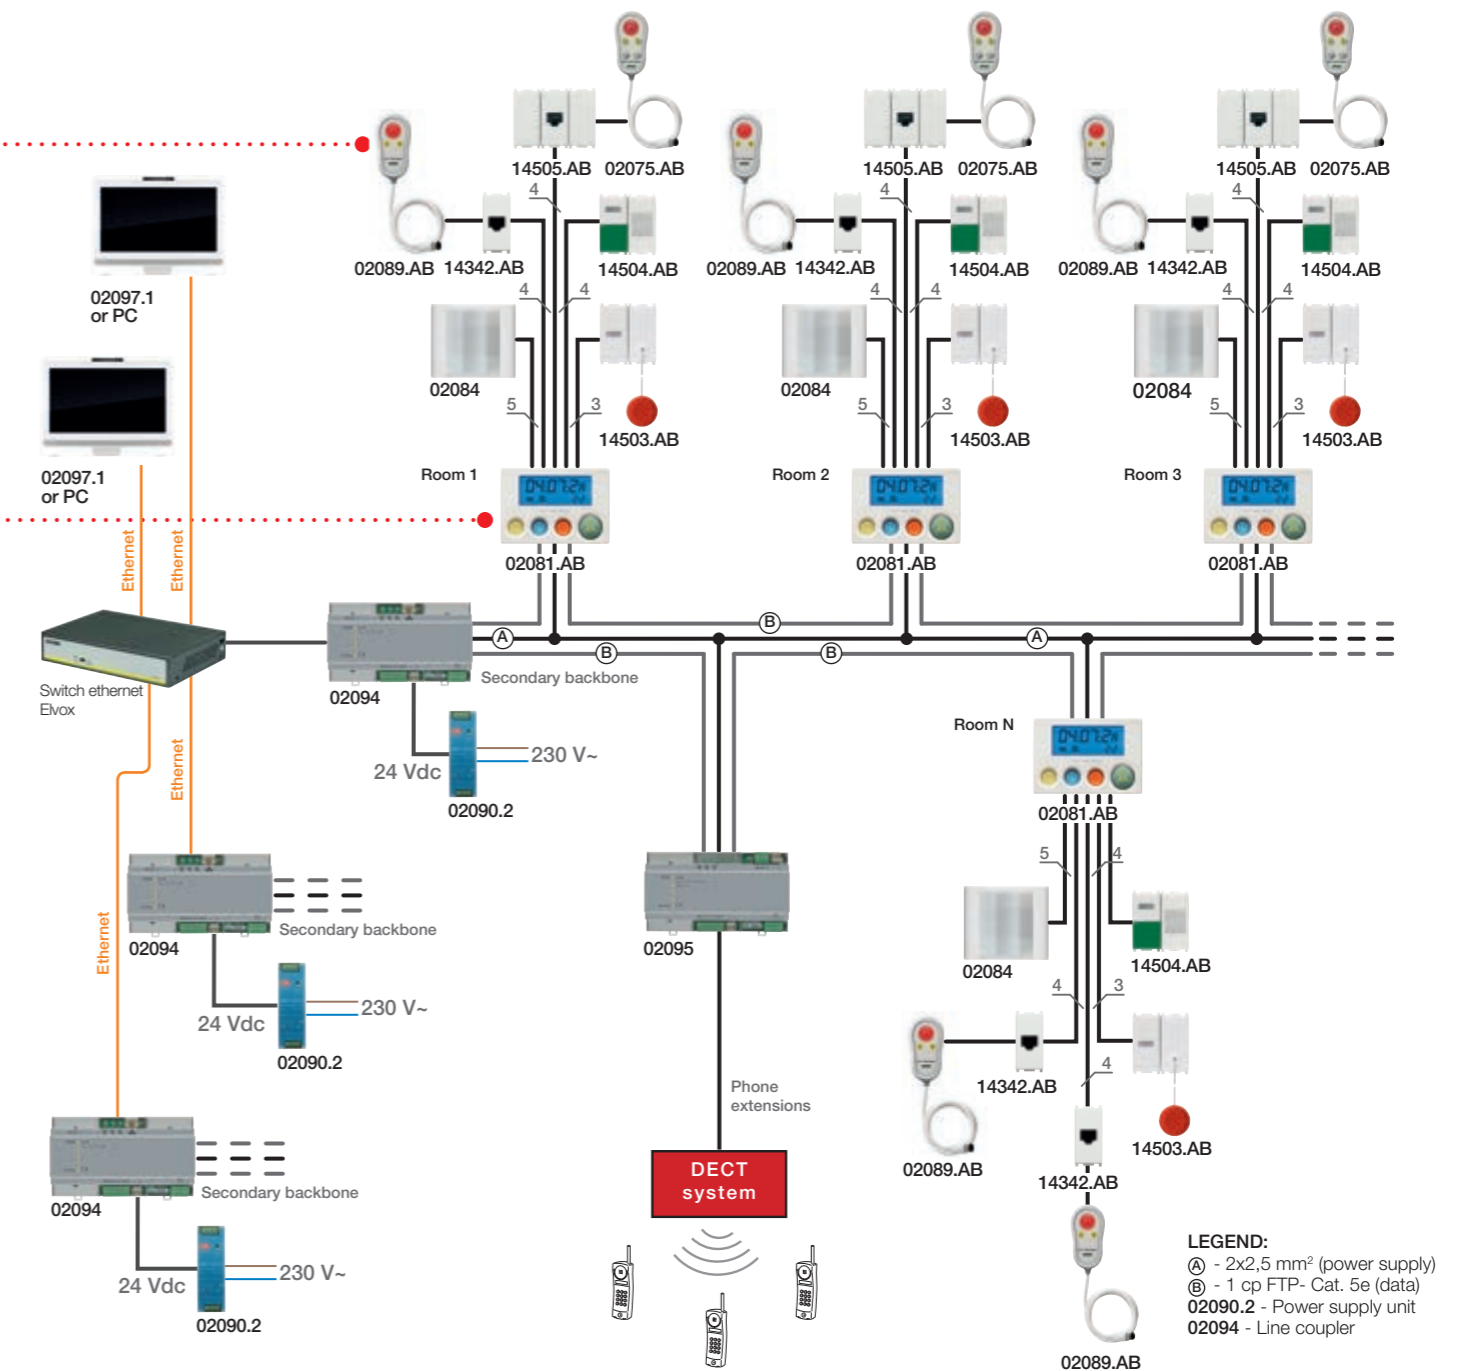 14505.AB 02075.AB
14505.AB 02075.AB
14505.AB 02075.AB
4
4
4
02089.AB 14342.AB 14504.AB
02089.AB 14342.AB 14504.AB
02089.AB 14342.AB 14504.AB
02097.1
or PC
4 4
4 4
4 4
02084
02084
02084
5 3
5 3
5 3
14503.AB
14503.AB
14503.AB
02097.1
or PC
Room 1
Room 2
Room 3
02081.AB
02081.AB
02081.AB
Ethernet
Ethernet
B
A
A
B
B
Switch ethernet
Elvox
02094
Secondary backbone
24 Vdc
230 V~
02090.2
Room N
02081.AB
Ethernet
5 4
02094
Secondary backbone
02095
02084
14504.AB
Ethernet
24 Vdc
230 V~
02090.2
4 3
14342.AB
4
Phone
extensions
02089.AB
14503.AB
14342.AB
02094
Secondary backbone
DECT
system
24 Vdc
230 V~
02090.2
02089.AB
LEGEND:
A - 2x2,5 mm² (power supply)
B - 1 cp FTP- Cat. 5e (data)
02090.2 - Power supply unit
02094 - Line coupler